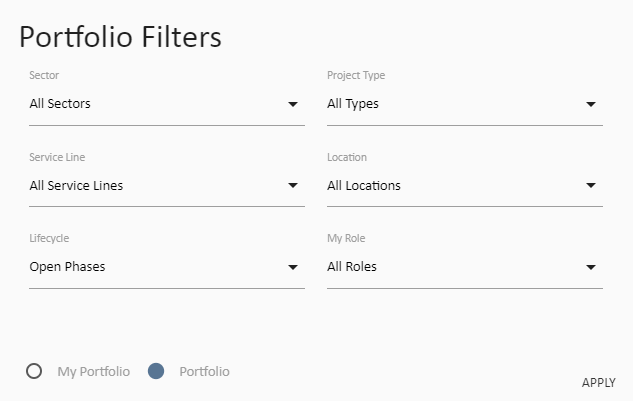 Portfolio Filters
Sector
Project Type
All Sectors
All Types
Service Line
Location
All Service Lines
All Locations
Lifecycle
My Role
Open Phases
All Roles
My Portfolio
Portfolio
APPLY